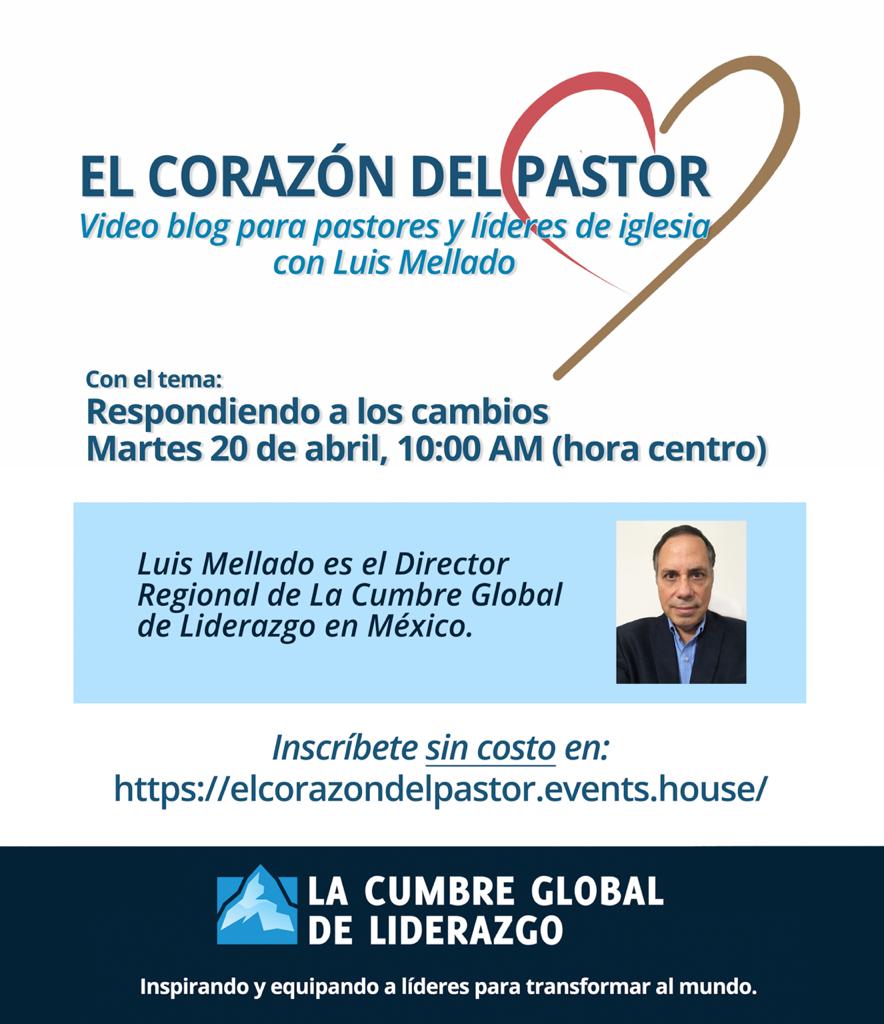 EL CORAZÓN DEL PASTOR
Video blog para pastores y líderes de iglesia
con Luis Mellado
Con el tema:
Respondiendo a los cambios
Martes 20 de abril, 10:00 AM (hora centro)
Luis Mellado es el Director
Regional de La Cumbre Global
de Liderazgo en México.
Inscríbete sin costo en:
https://elcorazondelpastor.events.house/
LA CUMBRE GLOBAL
DE LIDERAZGO
Inspirando y equipando a líderes para transformar al mundo.